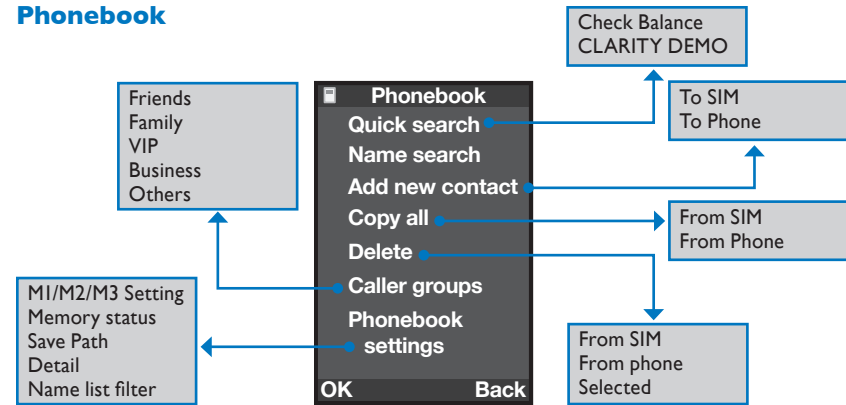 Phonebook
Check Balance
CLARITY DEMO
Friends
Family
VIP
Business
Others
Phonebook
Quick search
Name search
Add new contact
Copy all
Delete
Caller groups
Phonebook
settings
OK Back
To SIM
To Phone
From SIM
From Phone
M1/M2/M3 Setting
Memory status
Save Path
Detail
Name list filter
From SIM
From phone
Selected